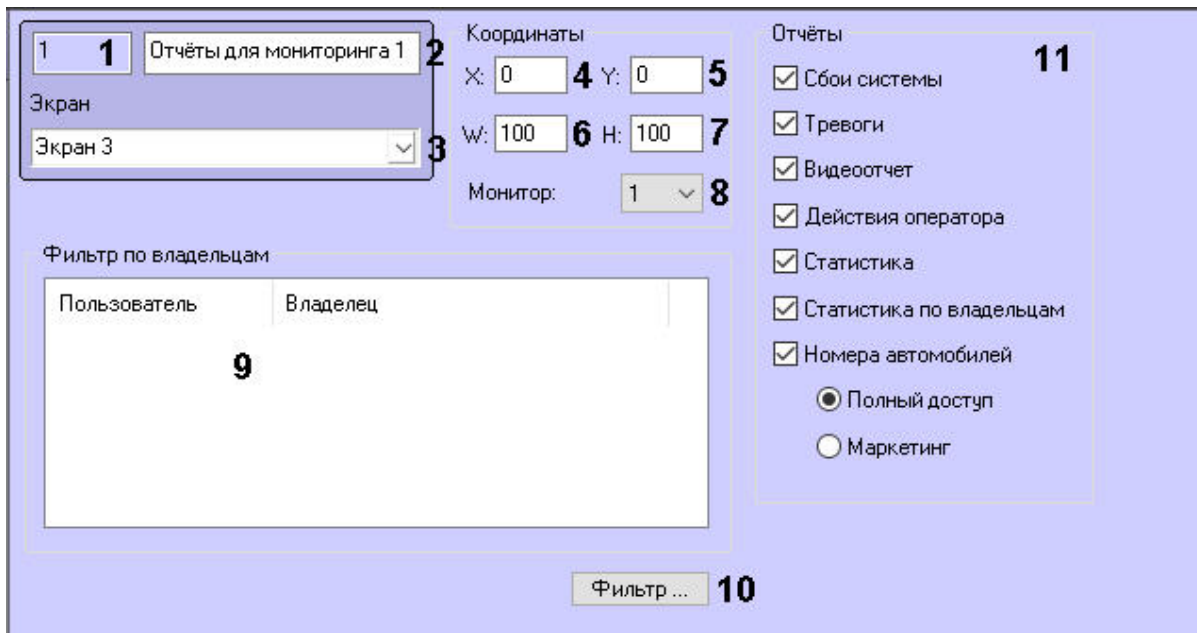 1 1 Отчёты для мониторинга 1 2
Экран
Экран 3 3
Координаты
X: 0 4 Y: 0 5
W: 100 6 H: 100 7
Монитор: 1 8
Фильтр по владельцам
Пользователь Владелец
9
Фильтр ... 10
Отчёты
11
Сбои системы
Тревоги
Видеоотчет
Действия оператора
Статистика
Статистика по владельцам
Номера автомобилей
Полный доступ
Маркетинг